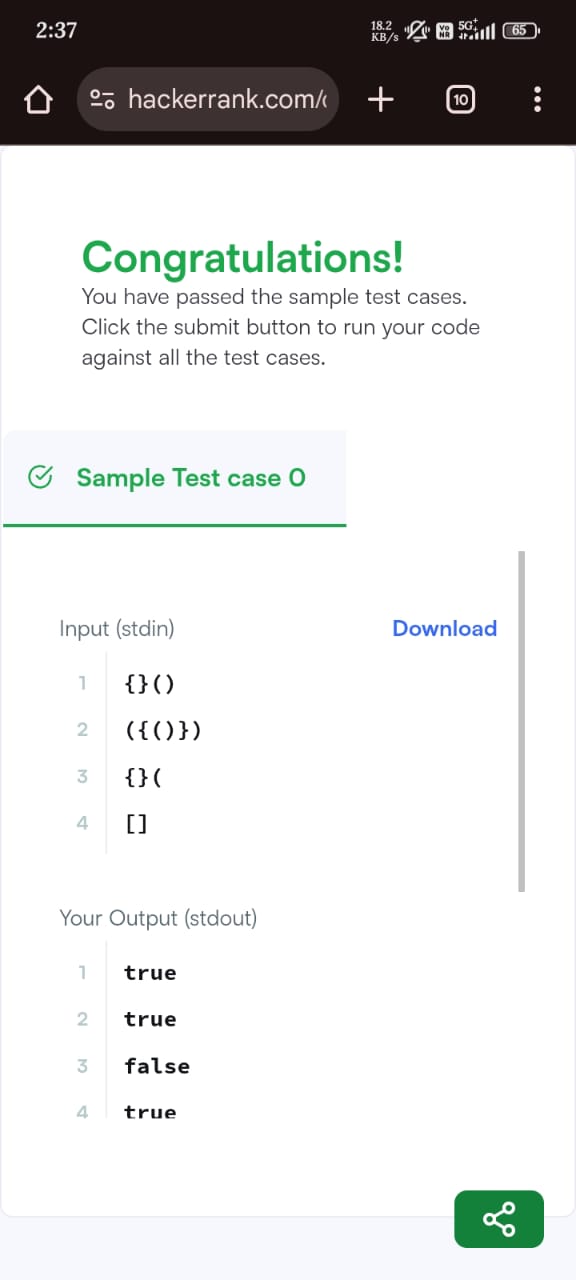 2:37
18.2
KB/s
Vo
NR
5G+
65
hackerrank.com/
10
Congratulations!
You have passed the sample test cases.
Click the submit button to run your code
against all the test cases.
Sample Test case 0
Input (stdin)
Download
1 {}()
2 ({()})
3 {}(
4 []
Your Output (stdout)
1 true
2 true
3 false
4 true